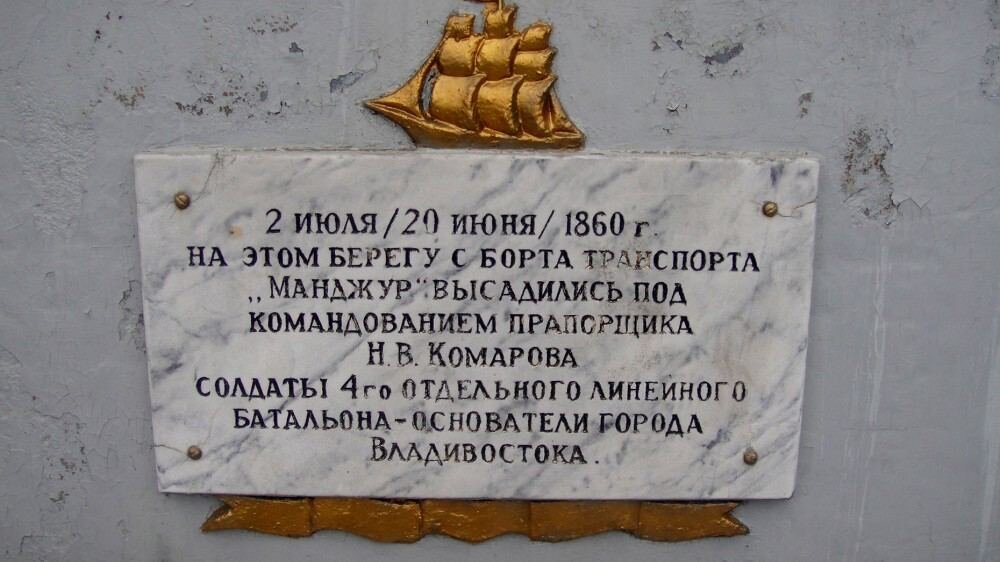 2 ИЮЛЯ/20 ИЮНЯ/1860 г.
НА ЭТОМ БЕРЕГУ С БОРТА ТРАНСПОРТА
„МАНДЖУР" ВЫСАДИЛИСЬ ПОД
КОМАНДОВАНИЕМ ПРАПОРЩИКА
Н.В. КОМАРОВА
СОЛДАТЫ 4го ОТДЕЛЬНОГО ЛИНЕЙНОГО
БАТАЛЬОНА-ОСНОВАТЕЛИ ГОРОДА
ВЛАДИВОСТОКА.